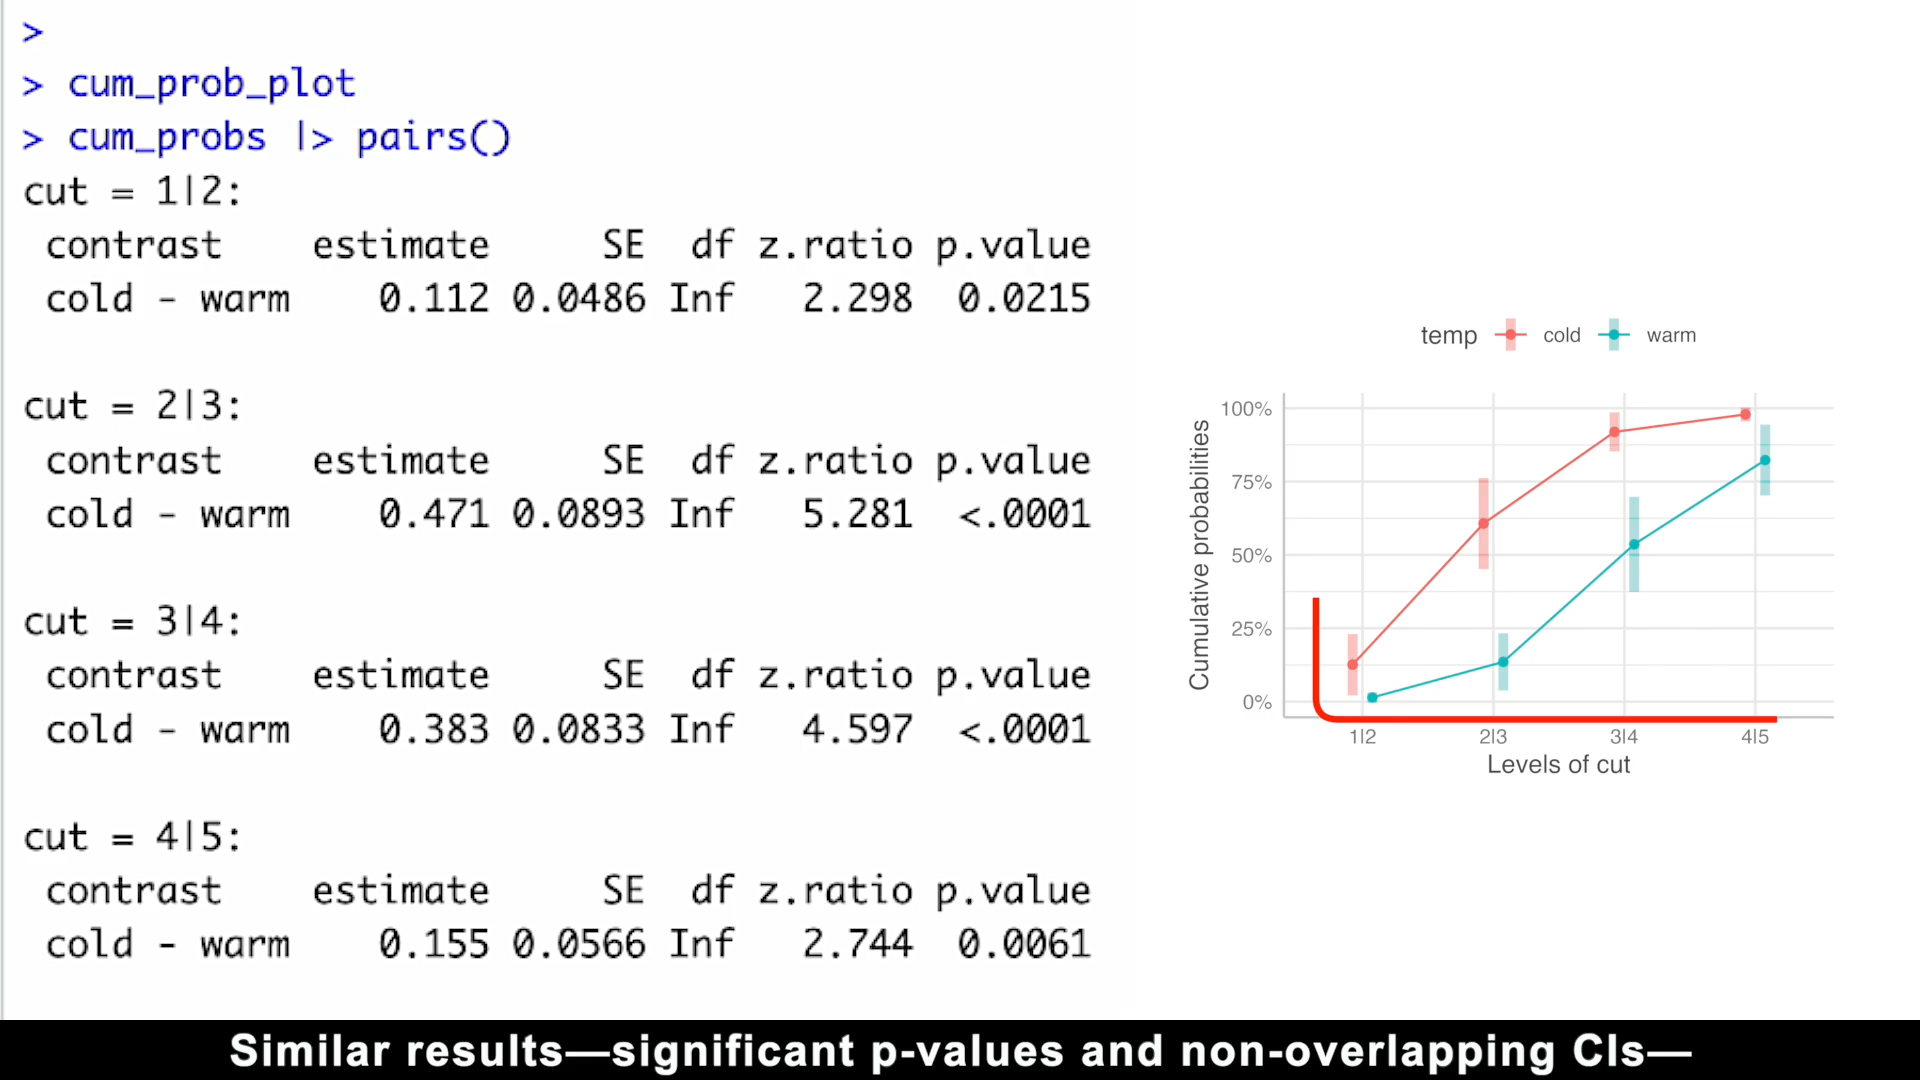 >
> cum_prob_plot
> cum_probs |> pairs()
cut = 1|2:
contrast estimate SE df z.ratio p.value
cold - warm 0.112 0.0486 Inf 2.298 0.0215
cut = 2|3:
contrast estimate SE df z.ratio p.value
cold - warm 0.471 0.0893 Inf 5.281 <.0001
cut = 3|4:
contrast estimate SE df z.ratio p.value
cold - warm 0.383 0.0833 Inf 4.597 <.0001
cut = 4|5:
contrast estimate SE df z.ratio p.value
cold - warm 0.155 0.0566 Inf 2.744 0.0061
temp cold warm
Cumulative probabilities
100%
75%
50%
25%
0%
1|2 2|3 3|4 4|5
Levels of cut
Similar results—significant p-values and non-overlapping CIs—